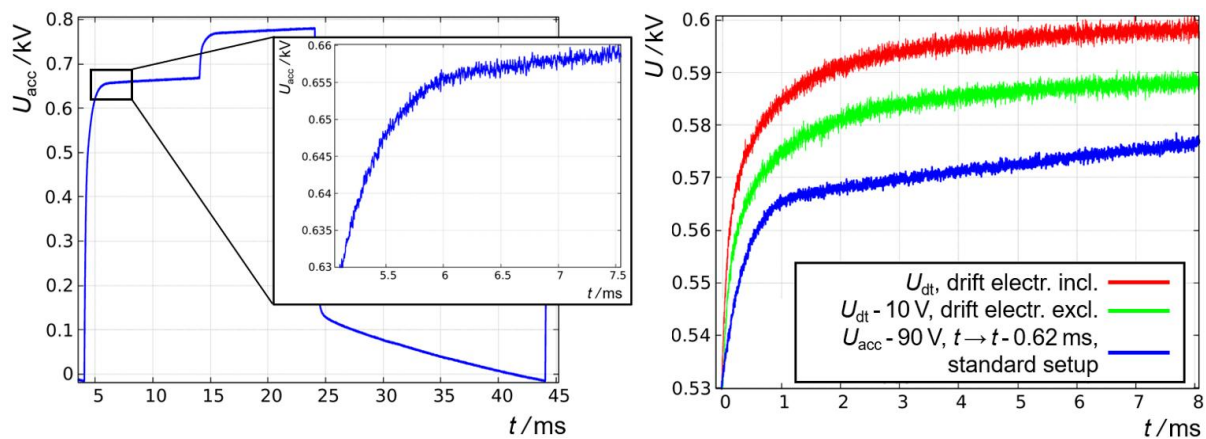 U_acc /kV
0.8
0.7
0.6
0.5
0.4
0.3
0.2
0.1
0
5 10 15 20 25 30 35 40 45
t /ms
U_acc /kV
0.66
0.655
0.65
0.645
0.64
0.635
0.63
5.5 6 6.5 7 7.5
t /ms
U /kV
0.6
0.59
0.58
0.57
0.56
0.55
0.54
0.53
0 1 2 3 4 5 6 7 8
t /ms
U_dt, drift electr. incl.
U_dt - 10 V, drift electr. excl.
U_acc - 90 V, t → t - 0.62 ms,
standard setup